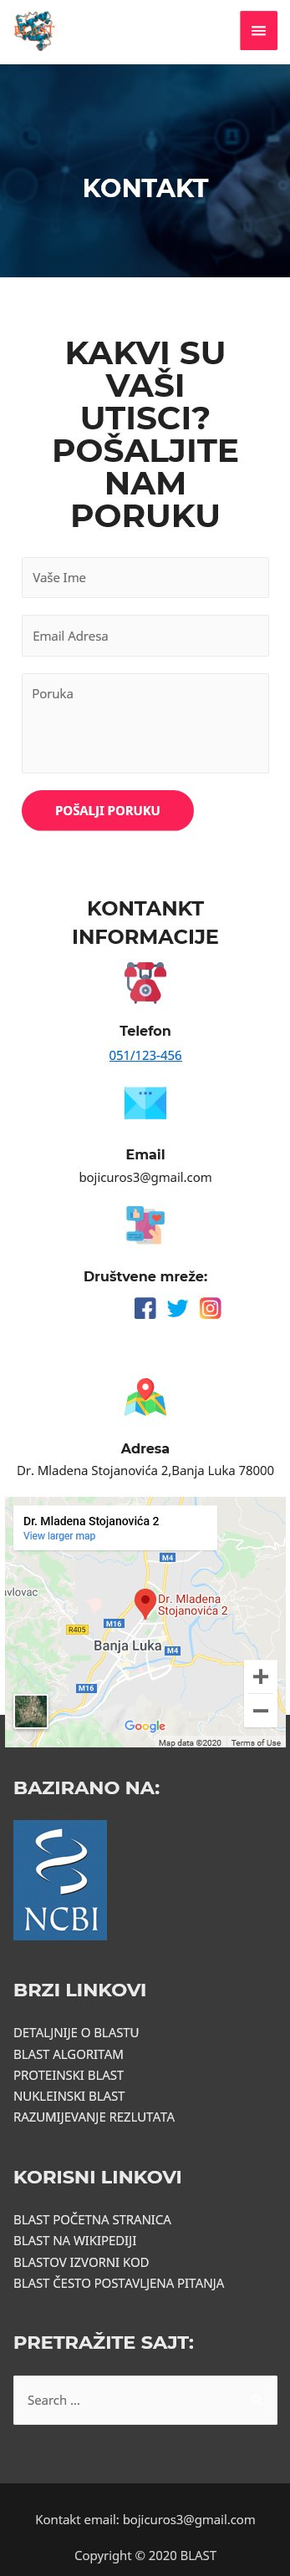 KONTAKT
KAKVI SU
VAŠI
UTISCI?
POŠALJITE
NAM
PORUKU
Vaše Ime
Email Adresa
Poruka
POŠALJI PORUKU
KONTANKT
INFORMACIJE
Telefon
051/123-456
Email
bojicuros3@gmail.com
Društvene mreže:
Adresa
Dr. Mladena Stojanovića 2,Banja Luka 78000
Dr. Mladena Stojanovića 2
View larger map
M4
avlovac
Dr. Mladena
Stojanovića 2
M16
R405
Banja Luka
M4
M16
Google
Map data ©2020
Terms of Use
BAZIRANO NA:
NCBI
BRZI LINKOVI
DETALJNIJE O BLASTU
BLAST ALGORITAM
PROTEINSKI BLAST
NUKLEINSKI BLAST
RAZUMIJEVANJE REZLUTATA
KORISNI LINKOVI
BLAST POČETNA STRANICA
BLAST NA WIKIPEDIJI
BLASTOV IZVORNI KOD
BLAST ČESTO POSTAVLJENA PITANJA
PRETRAŽITE SAJT:
Search ...
Kontakt email: bojicuros3@gmail.com
Copyright © 2020 BLAST